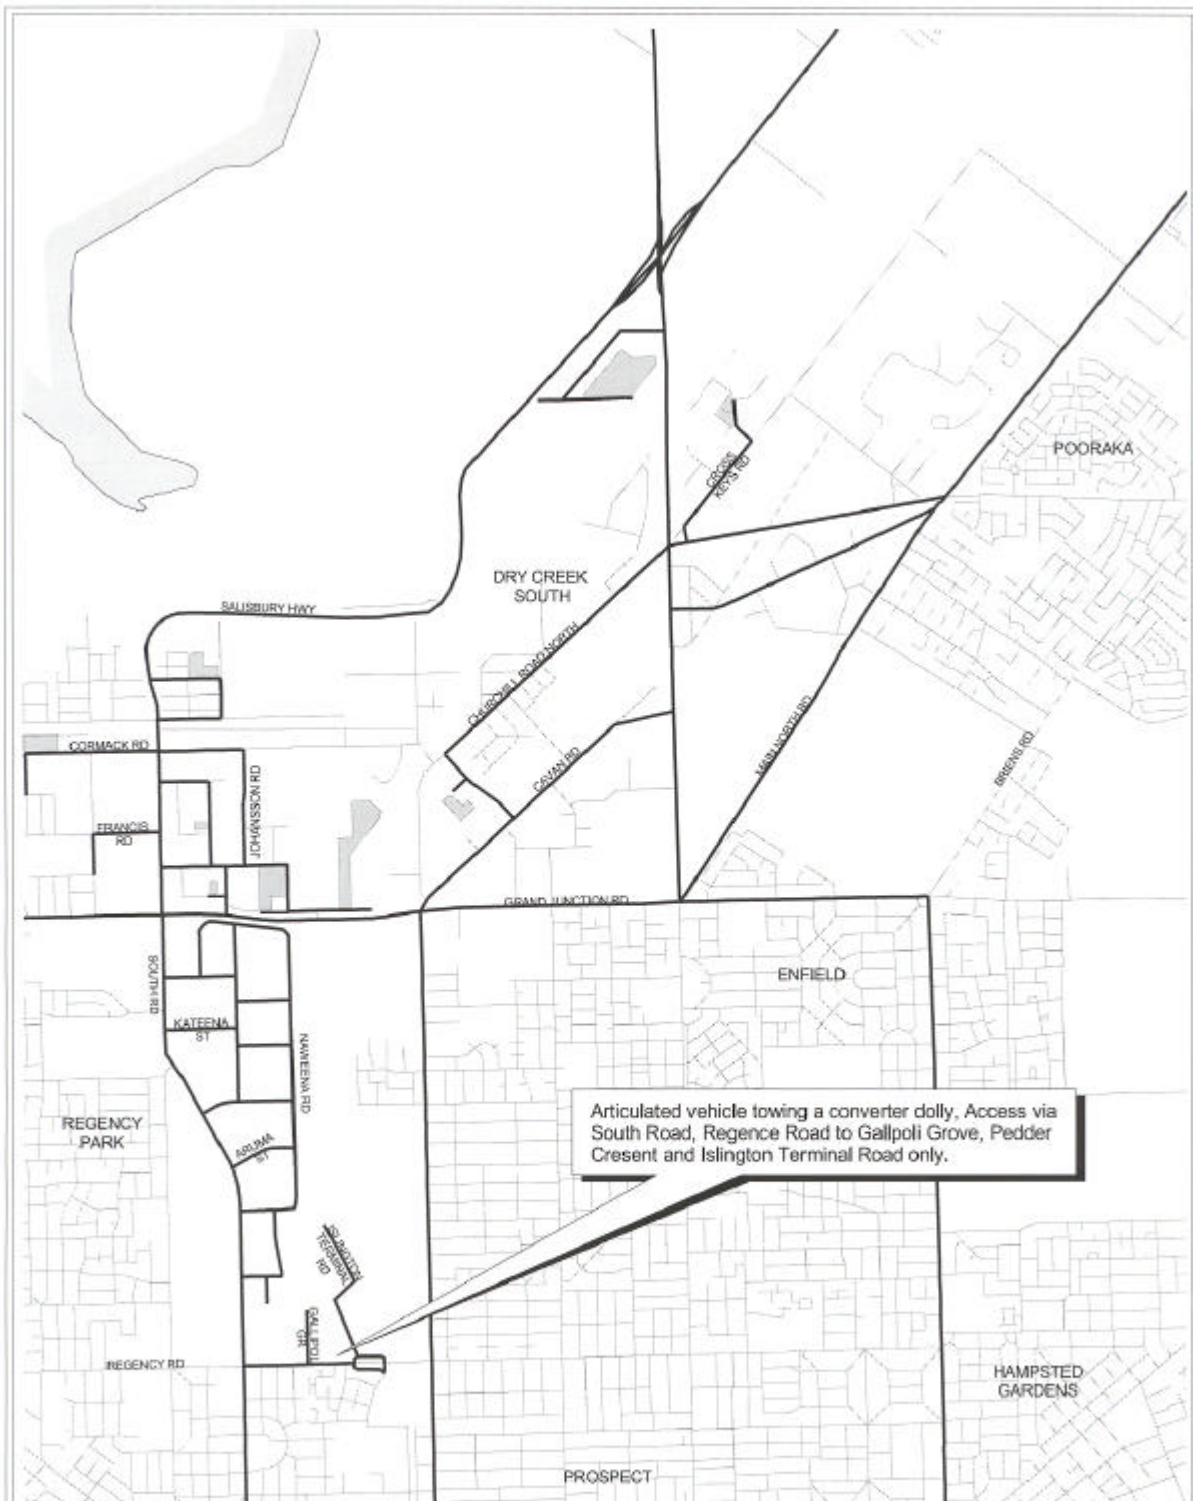 POORAKA
CROSS
KEYS RD
DRY CREEK
SOUTH
SALISBURY HWY
CHURCHILL ROAD NORTH
CORMACK RD
CAVAN RD
MAIN NORTH RD
BRIENS RD
JOHANSSON RD
FRANCIS
RD
GRAND JUNCTION RD
ENFIELD
SOUTH RD
KATEENA
ST
NAWEENA RD
REGENCY
PARK
Articulated vehicle towing a converter dolly, Access via
South Road, Regence Road to Gallpoli Grove, Pedder
Cresent and Islington Terminal Road only.
ARUMA
ST
ISLINGTON
TERMINAL
RD
GALLIPOLI
GR
REGENCY RD
HAMPSTED
GARDENS
PROSPECT